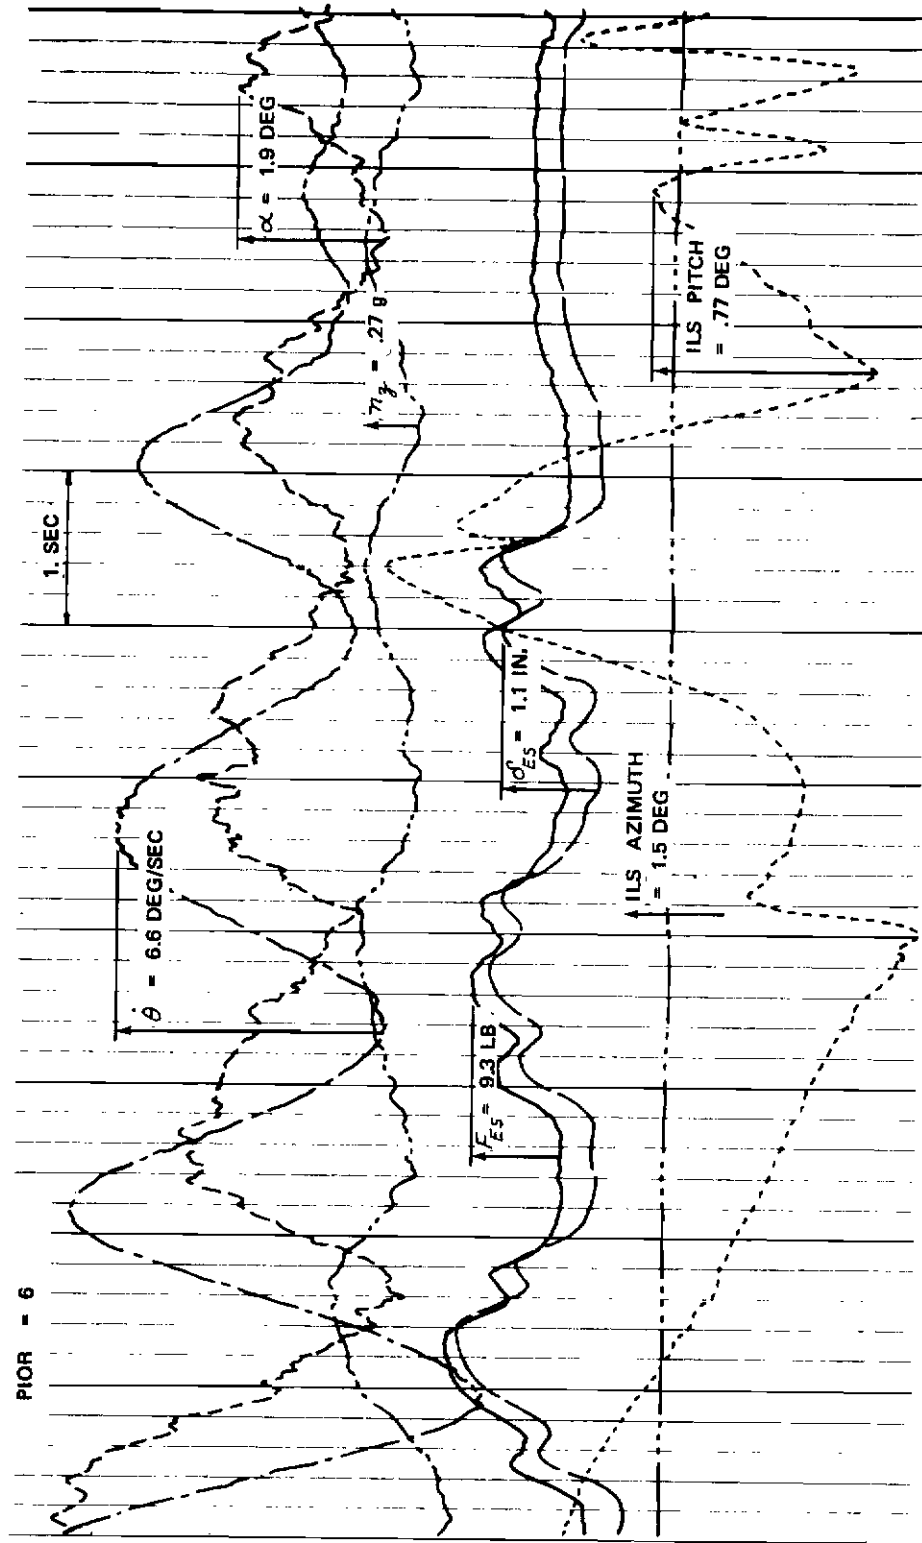 PIOR = 6
1. SEC
θ̇ = 6.6 DEG/SEC
α = 1.9 DEG
n_z = .27 g
F_ES = 9.3 LB
δ_ES = 1.1 IN.
ILS AZIMUTH
= 1.5 DEG
ILS PITCH
= .77 DEG